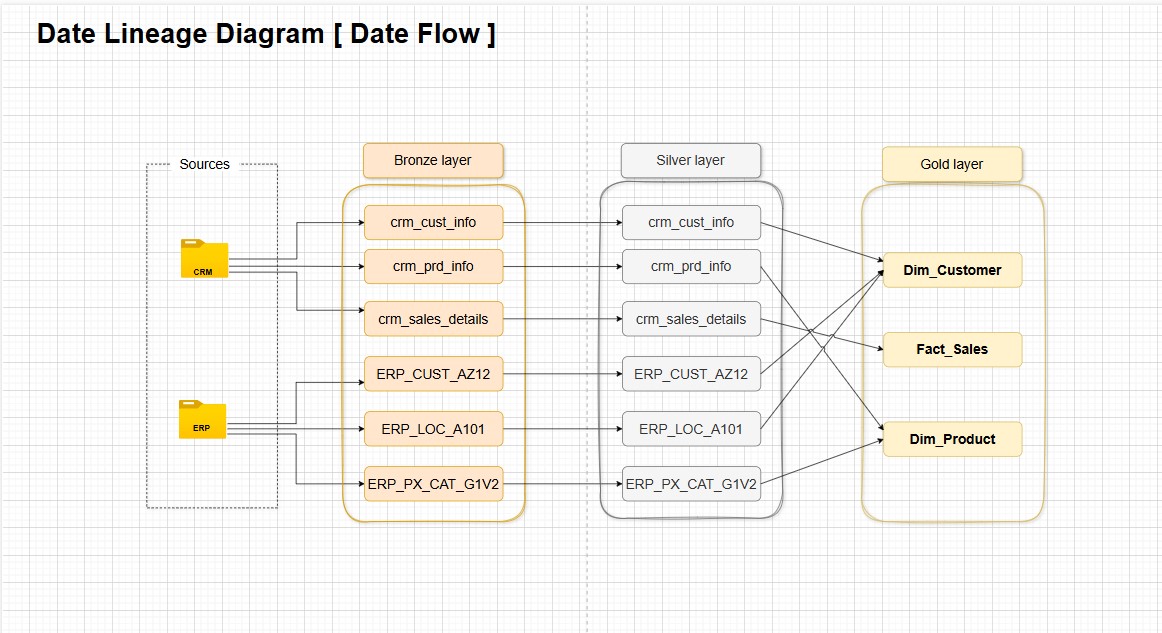 Date Lineage Diagram [ Date Flow ]
Sources
Bronze layer
Silver layer
Gold layer
CRM
ERP
crm_cust_info
crm_prd_info
crm_sales_details
ERP_CUST_AZ12
ERP_LOC_A101
ERP_PX_CAT_G1V2
crm_cust_info
crm_prd_info
crm_sales_details
ERP_CUST_AZ12
ERP_LOC_A101
ERP_PX_CAT_G1V2
Dim_Customer
Fact_Sales
Dim_Product